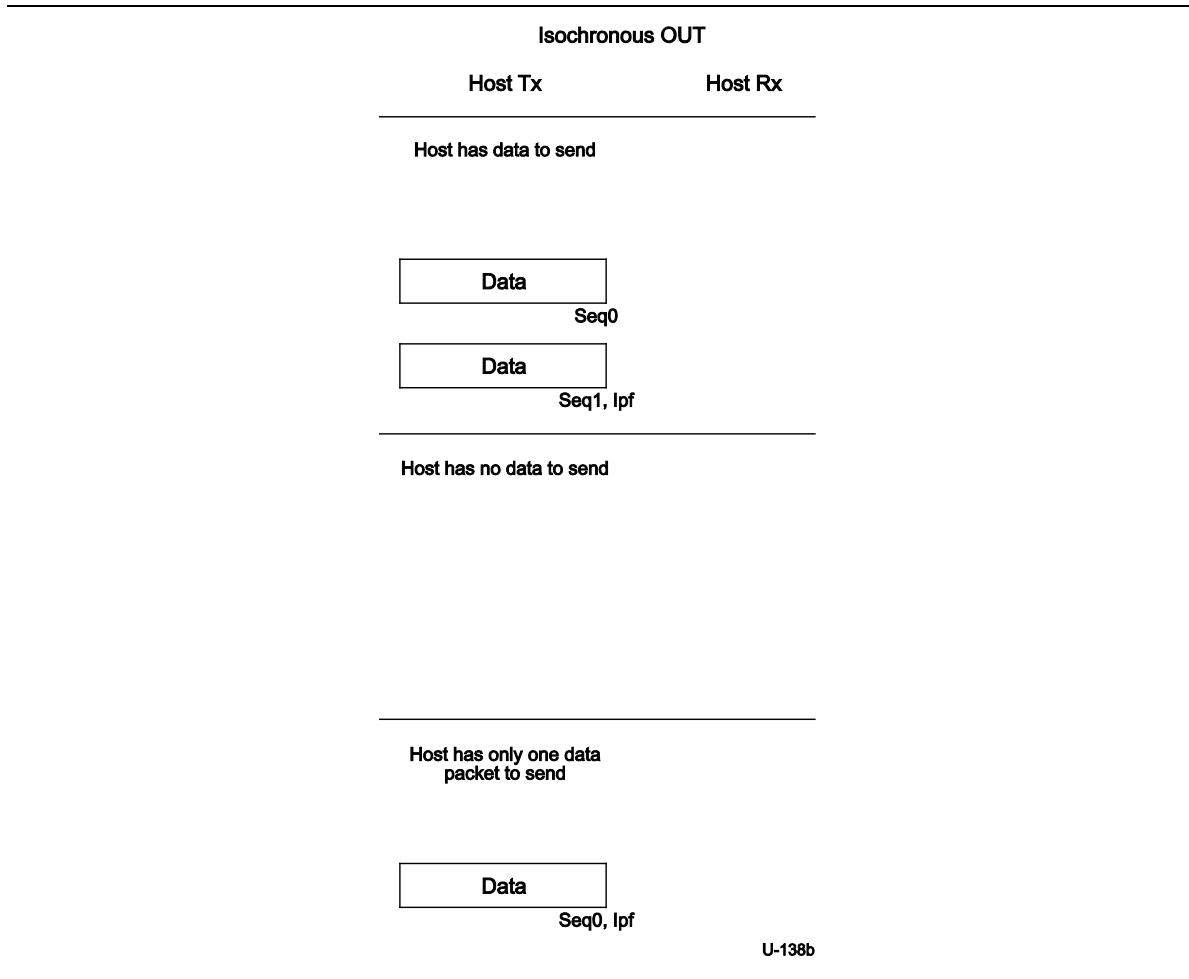 Isochronous OUT
Host Tx
Host Rx
Host has data to send
Data
Seq0
Data
Seq1, lpf
Host has no data to send
Host has only one data
packet to send
Data
Seq0, lpf
U-138b